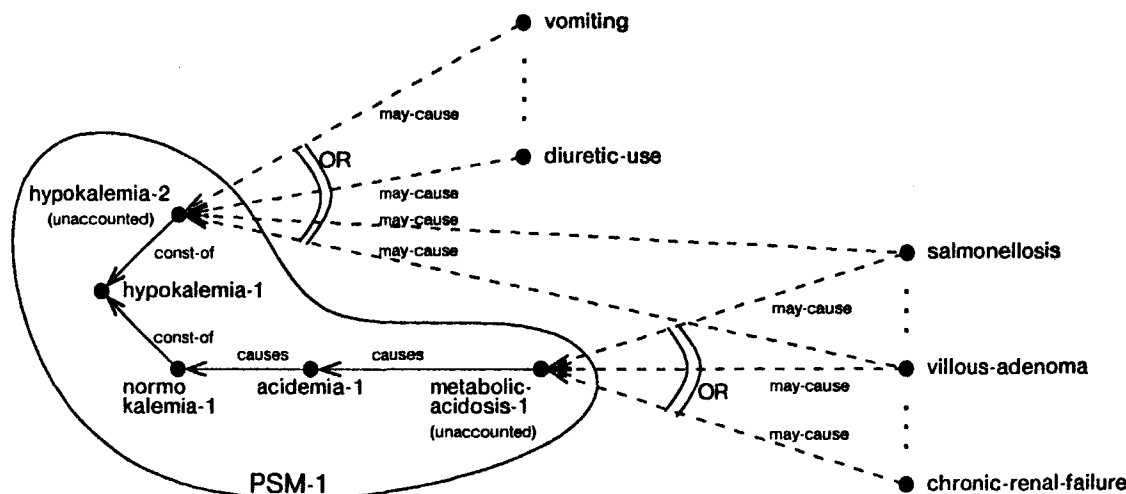 vomiting
may-cause
OR
diuretic-use
hypokalemia-2
(unaccounted)
may-cause
may-cause
may-cause
salmonellosis
const-of
hypokalemia-1
may-cause
const-of
causes
causes
villous-adenoma
normo
kalemia-1
acidemia-1
metabolic-
acidosis-1
(unaccounted)
may-cause
OR
may-cause
PSM-1
chronic-renal-failure